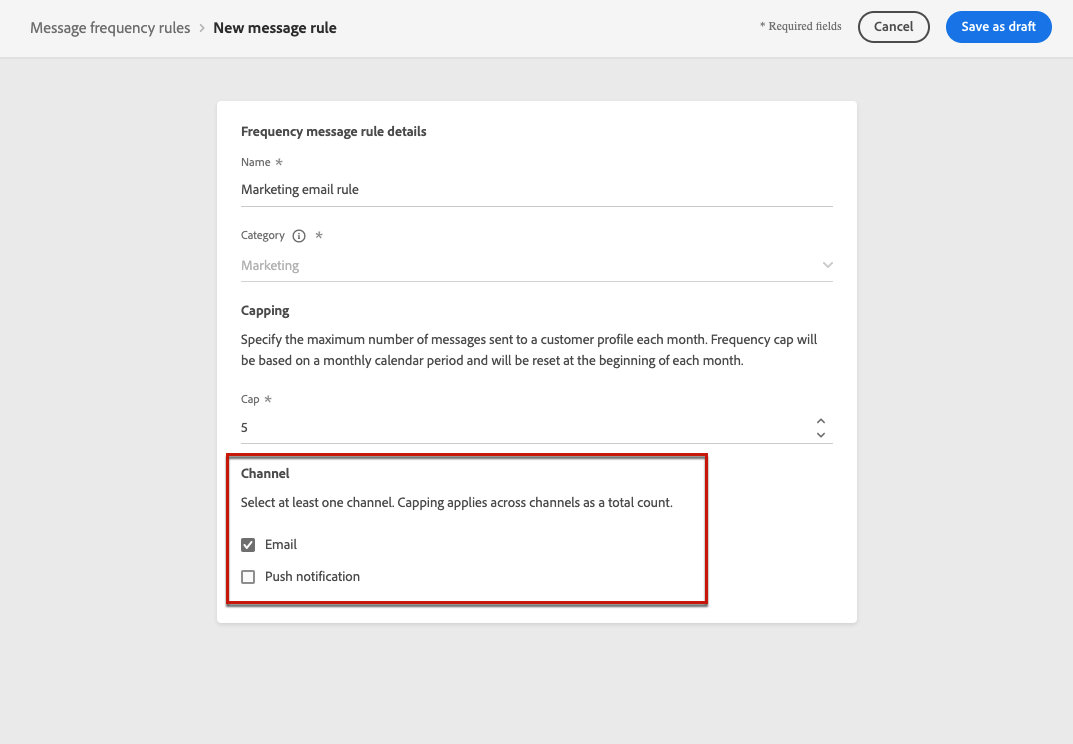 Message frequency rules > New message rule
* Required fields
Cancel
Save as draft
Frequency message rule details
Name *
Marketing email rule
Category *
Marketing
Capping
Specify the maximum number of messages sent to a customer profile each month. Frequency cap will
be based on a monthly calendar period and will be reset at the beginning of each month.
Cap *
5
Channel
Select at least one channel. Capping applies across channels as a total count.
Email
Push notification